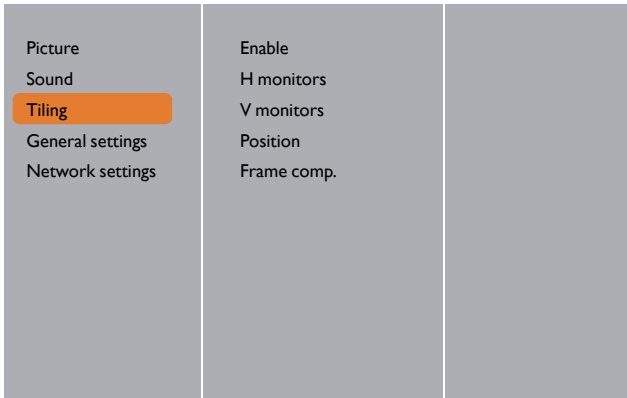 Picture
Sound
Tiling
General settings
Network settings
Enable
H monitors
V monitors
Position
Frame comp.